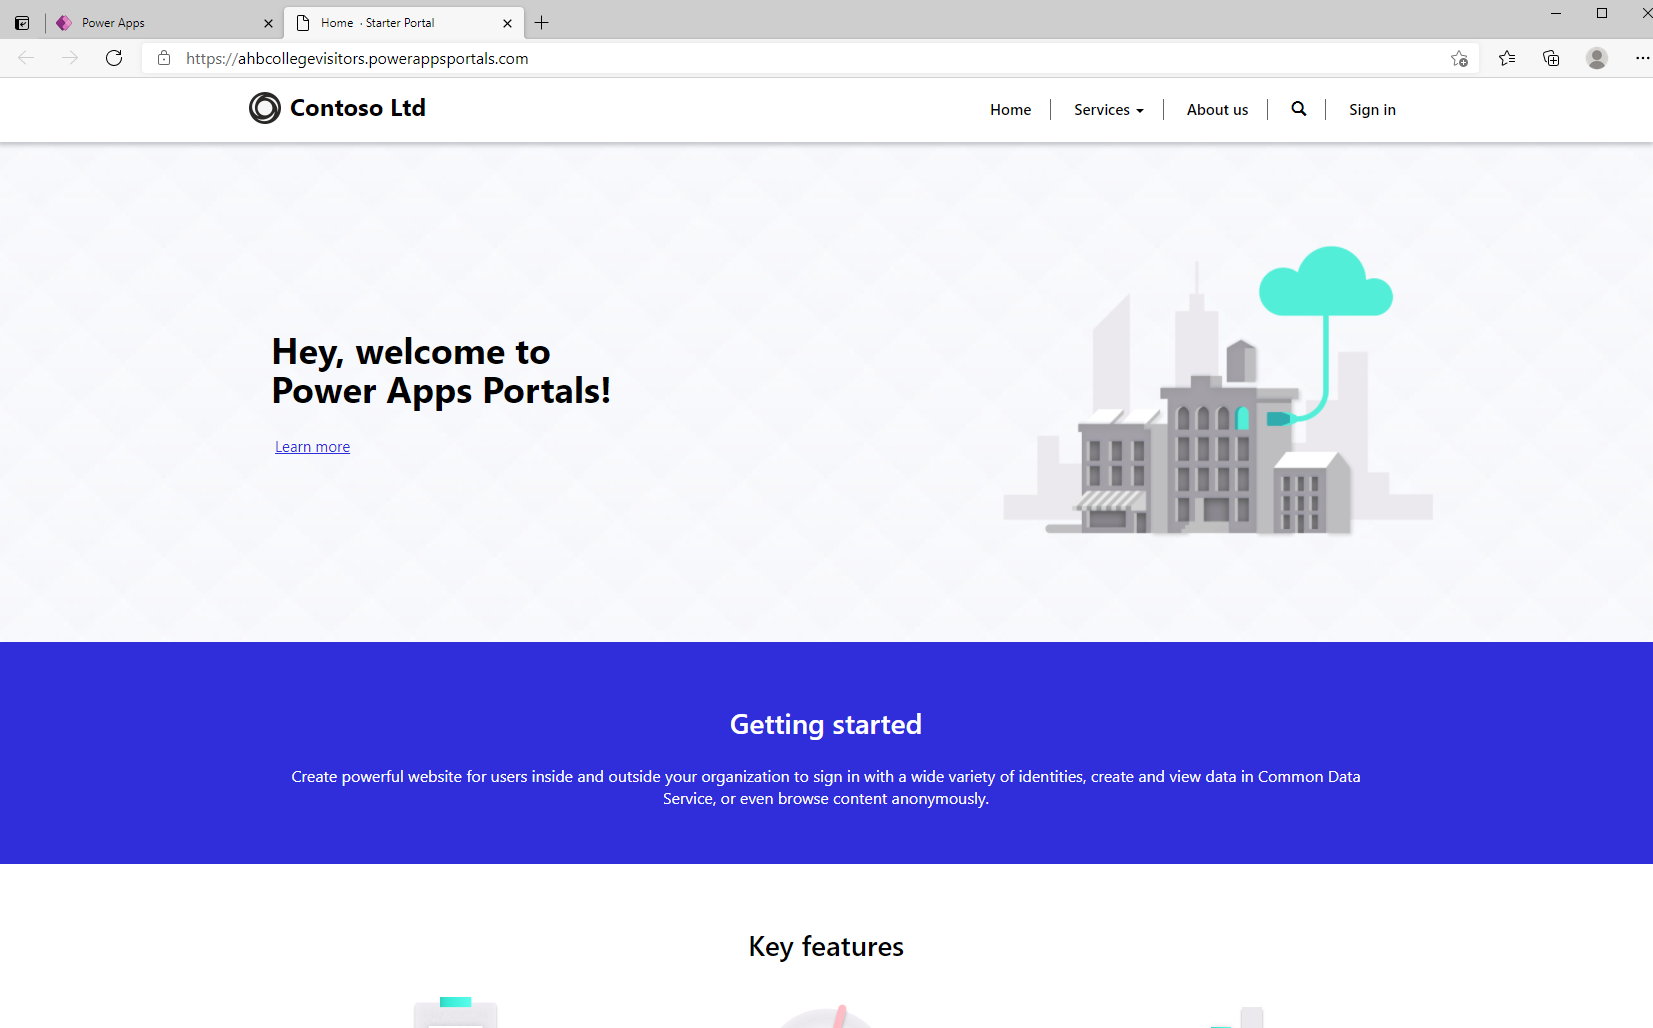 Power Apps
Home · Starter Portal
https://ahbcollegevisitors.powerappsportals.com
Contoso Ltd
Home
Services
About us
Sign in
Hey, welcome to
Power Apps Portals!
Learn more
Getting started
Create powerful website for users inside and outside your organization to sign in with a wide variety of identities, create and view data in Common Data
Service, or even browse content anonymously.
Key features